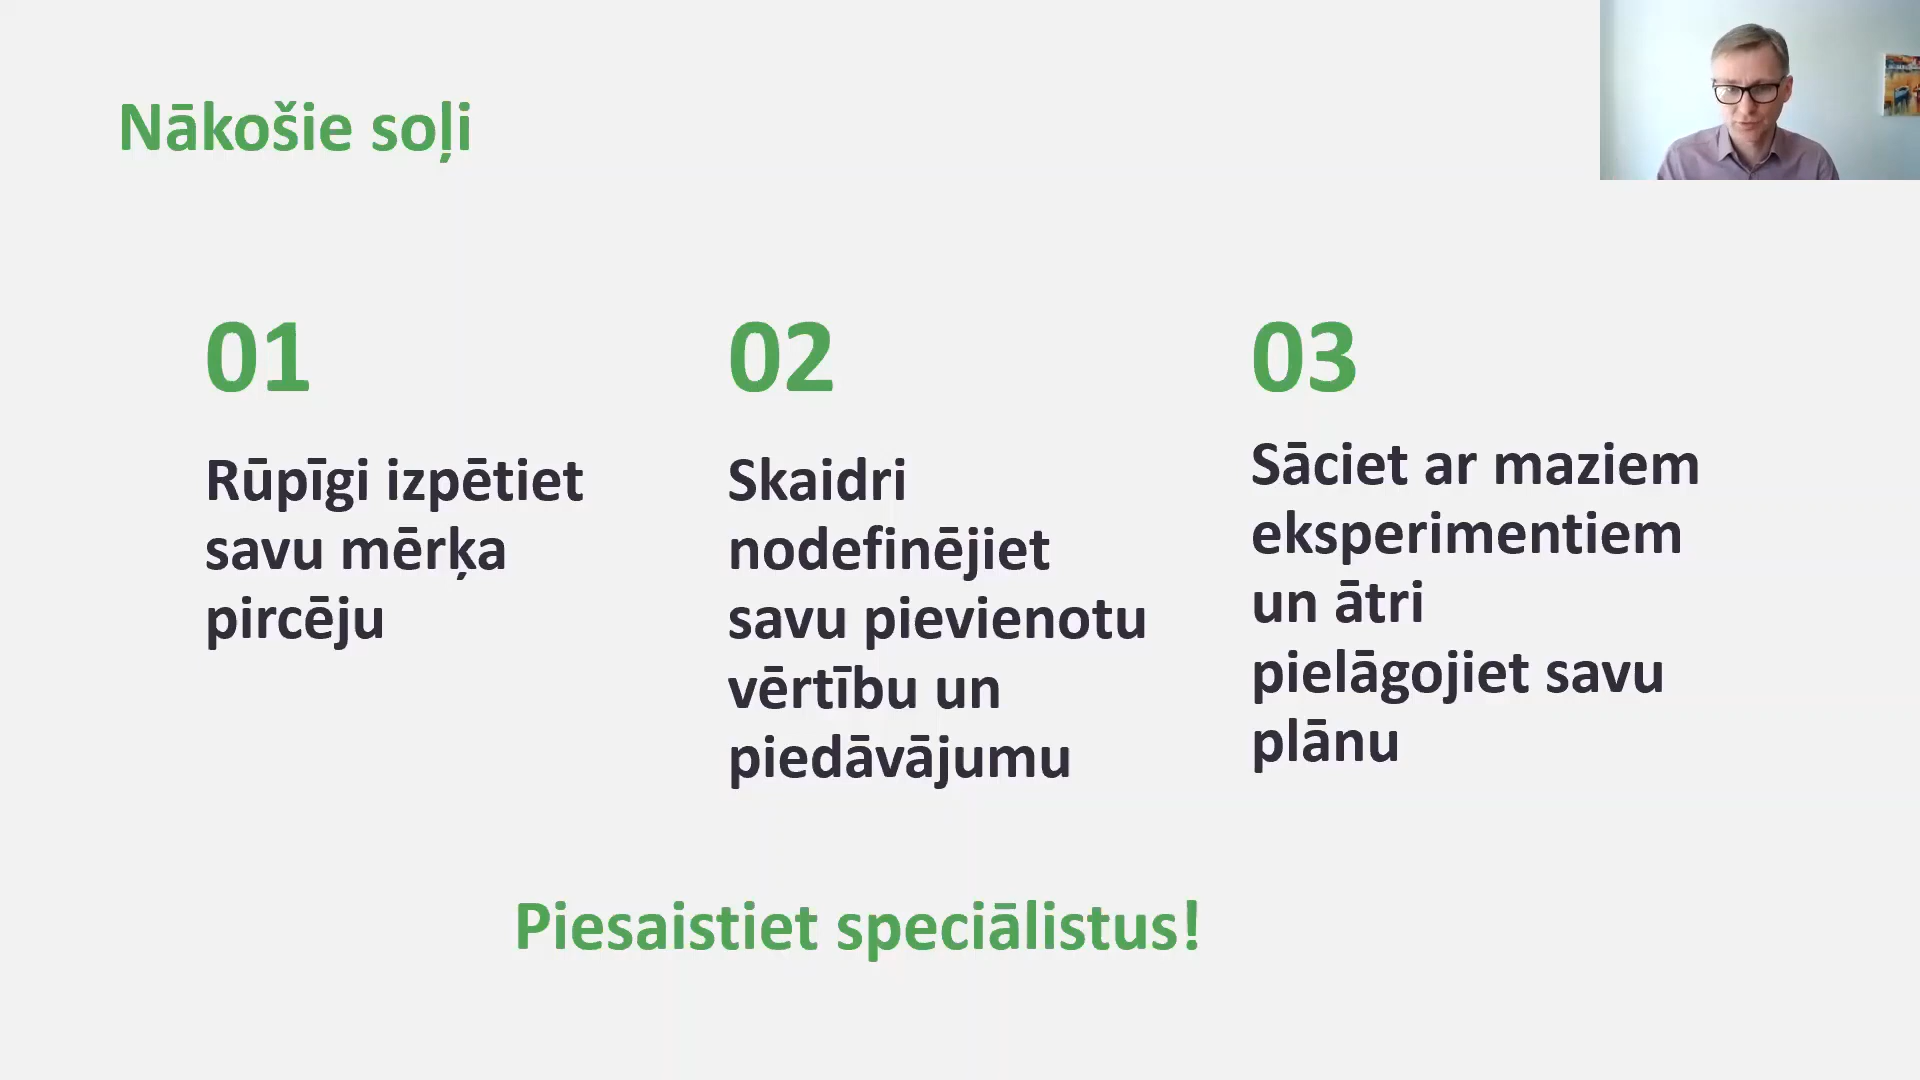 Nākošie soļi
01
Rūpīgi izpētiet
savu mērķa
pircēju
02
Skaidri
nodefinējiet
savu pievienotu
vērtību un
piedāvājumu
03
Sāciet ar maziem
eksperimentiem
un ātri
pielāgojiet savu
plānu
Piesaistiet speciālistus!